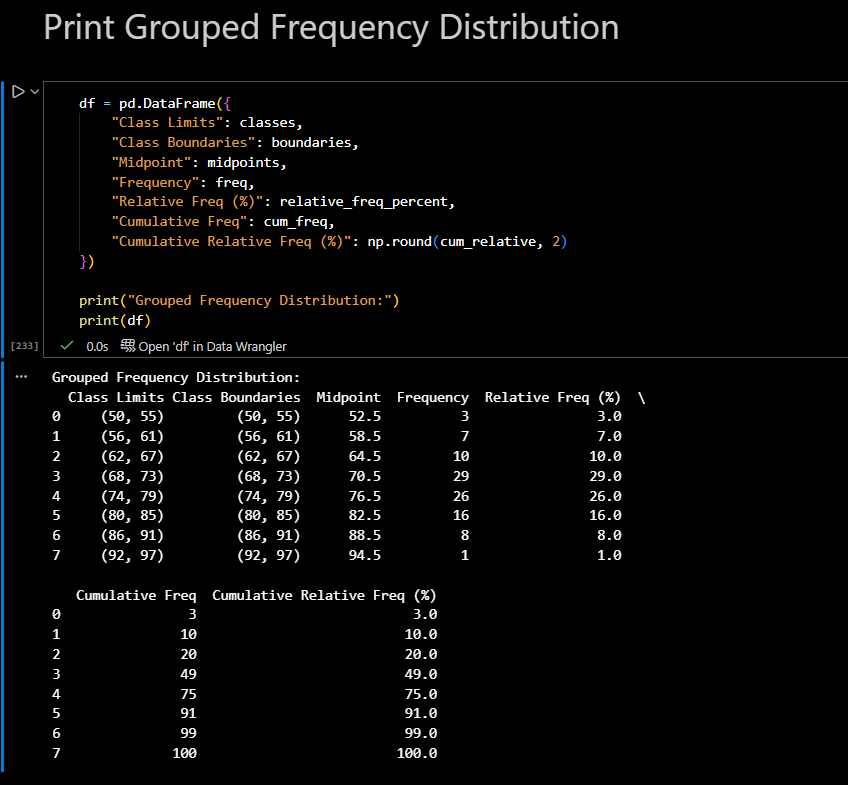 Print Grouped Frequency Distribution
df = pd.DataFrame({
    "Class Limits": classes,
    "Class Boundaries": boundaries,
    "Midpoint": midpoints,
    "Frequency": freq,
    "Relative Freq (%)": relative_freq_percent,
    "Cumulative Freq": cum_freq,
    "Cumulative Relative Freq (%)": np.round(cum_relative, 2)
})
print("Grouped Frequency Distribution:")
print(df)
[233] 0.0s Open 'df' in Data Wrangler
... Grouped Frequency Distribution:
  Class Limits Class Boundaries  Midpoint  Frequency  Relative Freq (%)  \
0     (50, 55)         (50, 55)      52.5          3                3.0
1     (56, 61)         (56, 61)      58.5          7                7.0
2     (62, 67)         (62, 67)      64.5         10               10.0
3     (68, 73)         (68, 73)      70.5         29               29.0
4     (74, 79)         (74, 79)      76.5         26               26.0
5     (80, 85)         (80, 85)      82.5         16               16.0
6     (86, 91)         (86, 91)      88.5          8                8.0
7     (92, 97)         (92, 97)      94.5          1                1.0
   Cumulative Freq  Cumulative Relative Freq (%)
0                3                           3.0
1               10                          10.0
2               20                          20.0
3               49                          49.0
4               75                          75.0
5               91                          91.0
6               99                          99.0
7              100                         100.0